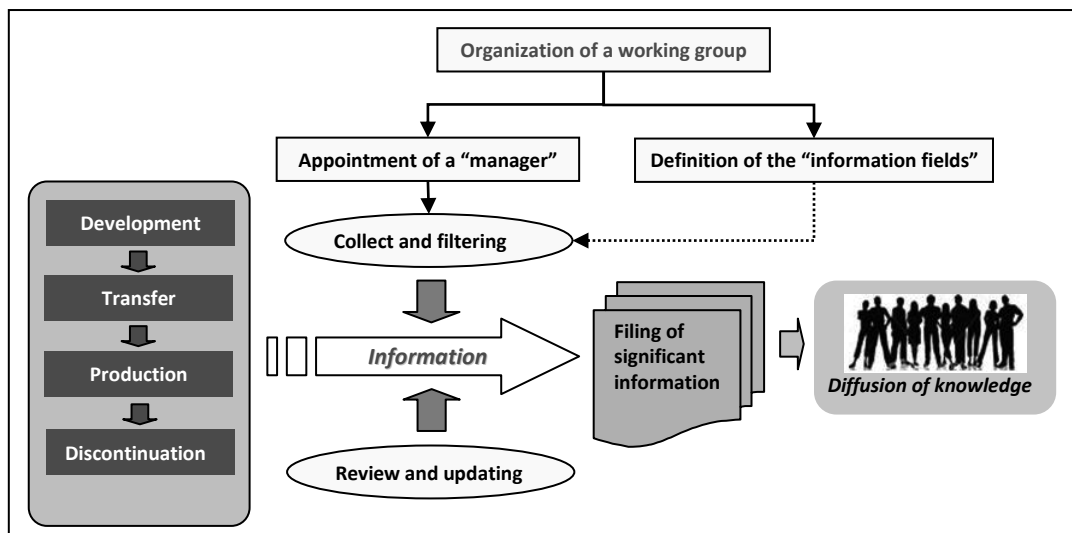 Organization of a working group
Appointment of a “manager”
Definition of the “information fields”
Development
Transfer
Production
Discontinuation
Collect and filtering
Information
Review and updating
Filing of
significant
information
Diffusion of knowledge